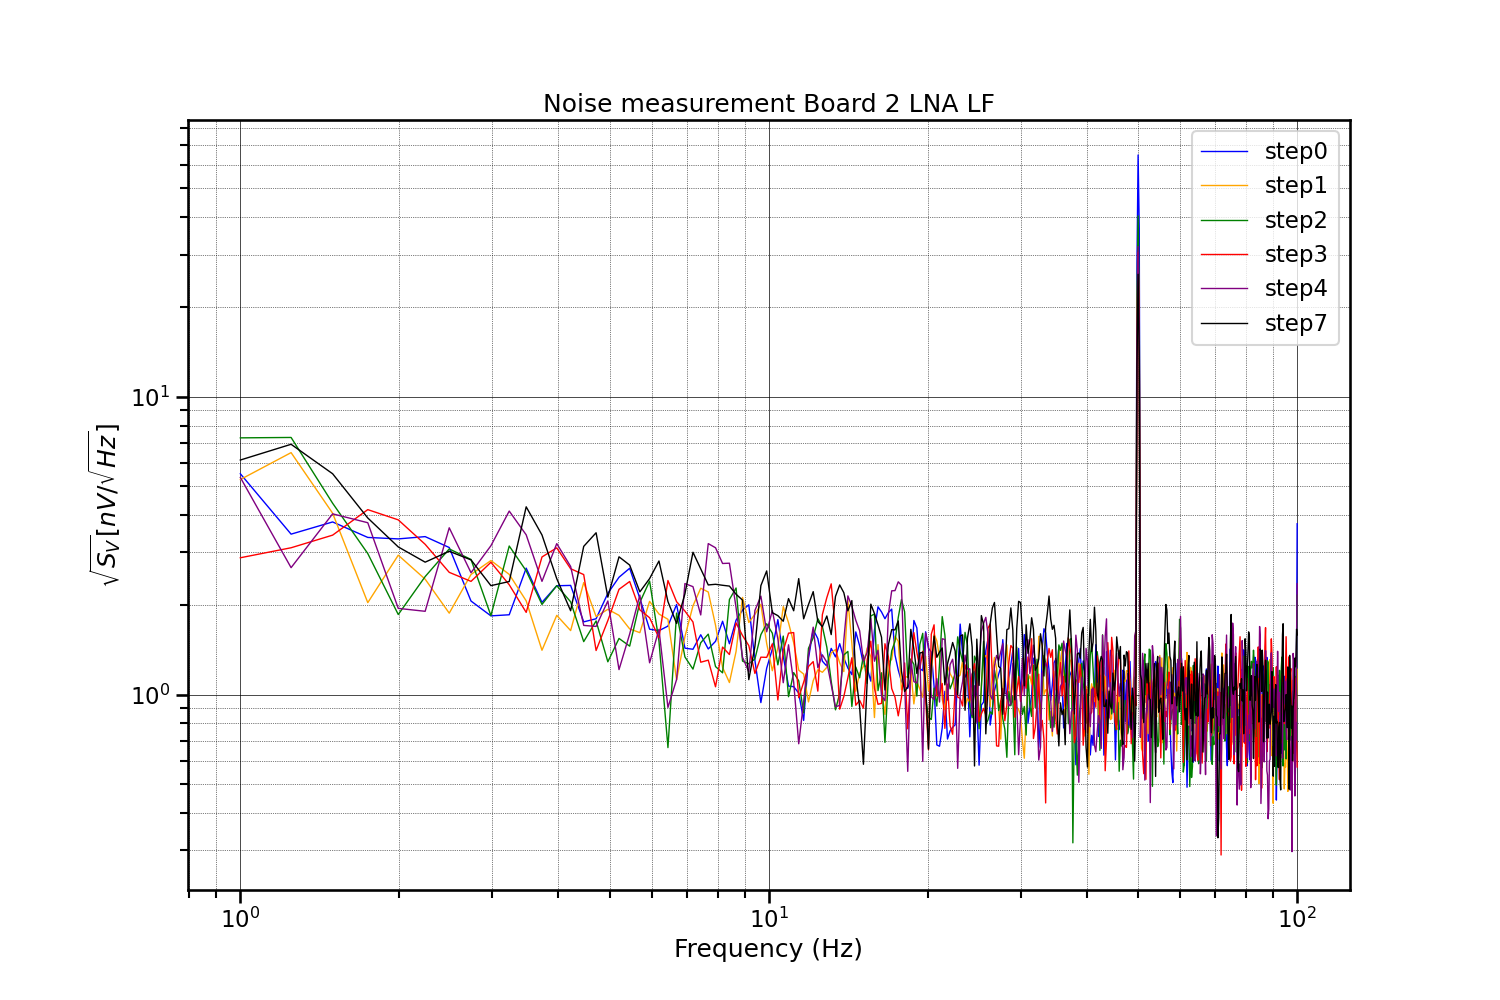 Noise measurement Board 2 LNA LF
step0
step1
step2
step3
step4
step7
10¹
10⁰
√S_V [nV/√Hz]
10⁰ 10¹ 10²
Frequency (Hz)